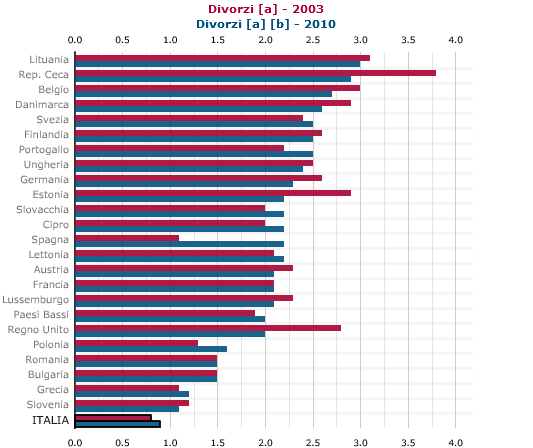 Divorzi [a] - 2003
Divorzi [a] [b] - 2010
0.0 0.5 1.0 1.5 2.0 2.5 3.0 3.5 4.0
Lituania
Rep. Ceca
Belgio
Danimarca
Svezia
Finlandia
Portogallo
Ungheria
Germania
Estonia
Slovacchia
Cipro
Spagna
Lettonia
Austria
Francia
Lussemburgo
Paesi Bassi
Regno Unito
Polonia
Romania
Bulgaria
Grecia
Slovenia
ITALIA
0.0 0.5 1.0 1.5 2.0 2.5 3.0 3.5 4.0